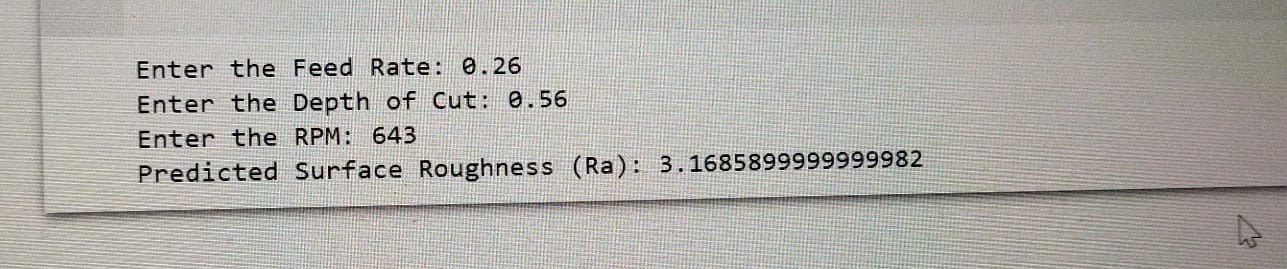 Enter the Feed Rate: 0.26
Enter the Depth of Cut: 0.56
Enter the RPM: 643
Predicted Surface Roughness (Ra): 3.1685899999999982